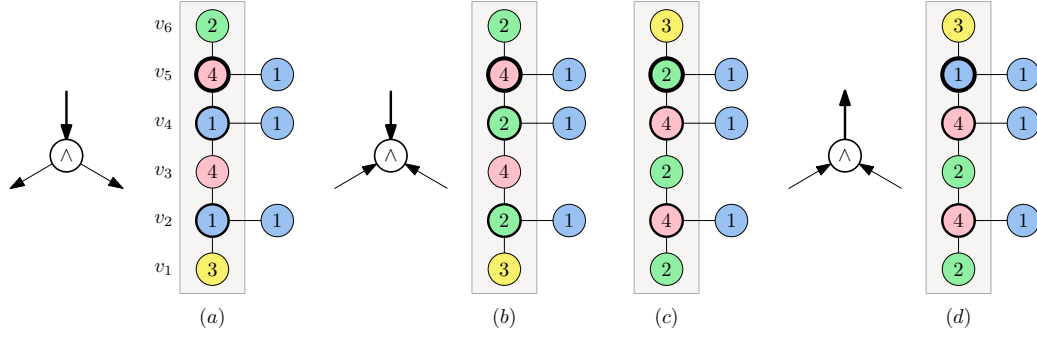 v6 2 2 3 3
v5 4 1 4 1 2 1 1 1
v4 1 1 2 1 4 1 4 1
∧ ∧ ∧
v3 4 4 2 2
v2 1 1 2 1 4 1 4 1
v1 3 3 2 2
(a) (b) (c) (d)